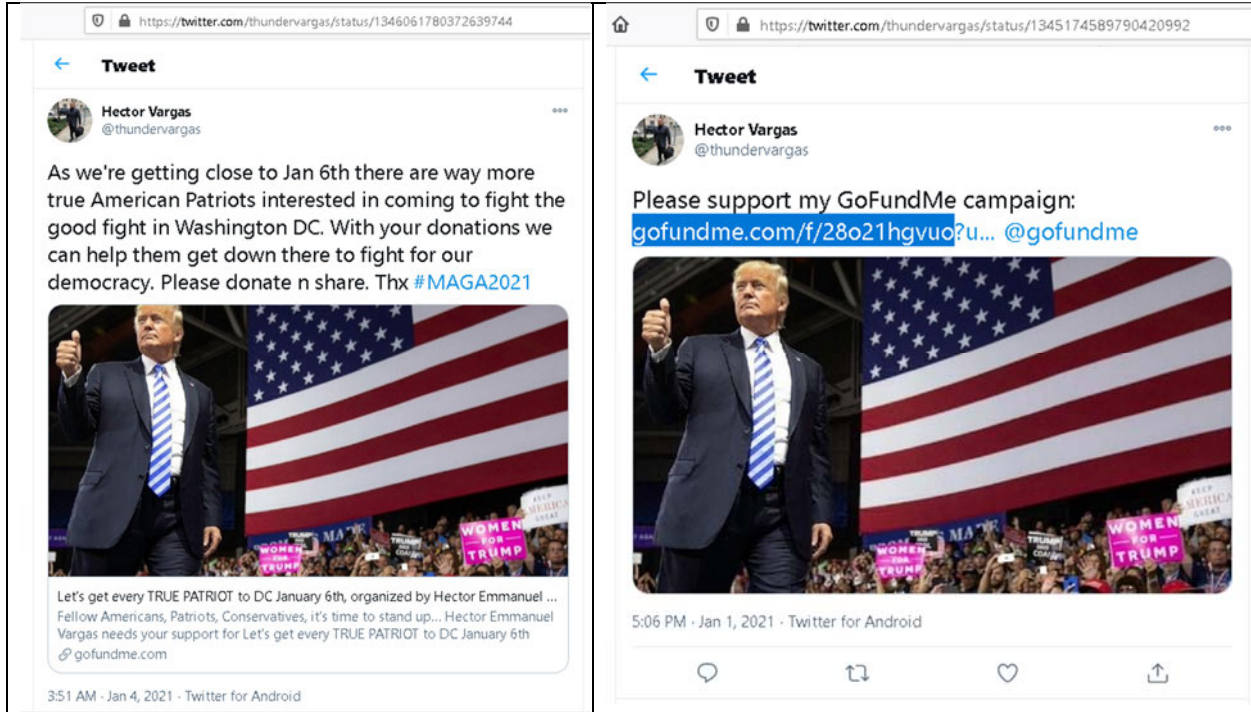 https://twitter.com/thundervargas/status/1346061780372639744
Tweet
Hector Vargas
@thundervargas
As we're getting close to Jan 6th there are way more
true American Patriots interested in coming to fight the
good fight in Washington DC. With your donations we
can help them get down there to fight for our
democracy. Please donate n share. Thx #MAGA2021
KEEP
AMERICA
GREAT
WOMEN
FOR
TRUMP
WOMEN
FOR
TRUMP
Let's get every TRUE PATRIOT to DC January 6th, organized by Hector Emmanuel ...
Fellow Americans, Patriots, Conservatives, it's time to stand up... Hector Emmanuel
Vargas needs your support for Let's get every TRUE PATRIOT to DC January 6th
gofundme.com
3:51 AM · Jan 4, 2021 · Twitter for Android
https://twitter.com/thundervargas/status/1345174589790420992
Tweet
Hector Vargas
@thundervargas
Please support my GoFundMe campaign:
gofundme.com/f/28o21hgvuo?u... @gofundme
KEEP
AMERICA
GREAT
WOMEN
FOR
TRUMP
WOMEN
FOR
TRUMP
5:06 PM · Jan 1, 2021 · Twitter for Android